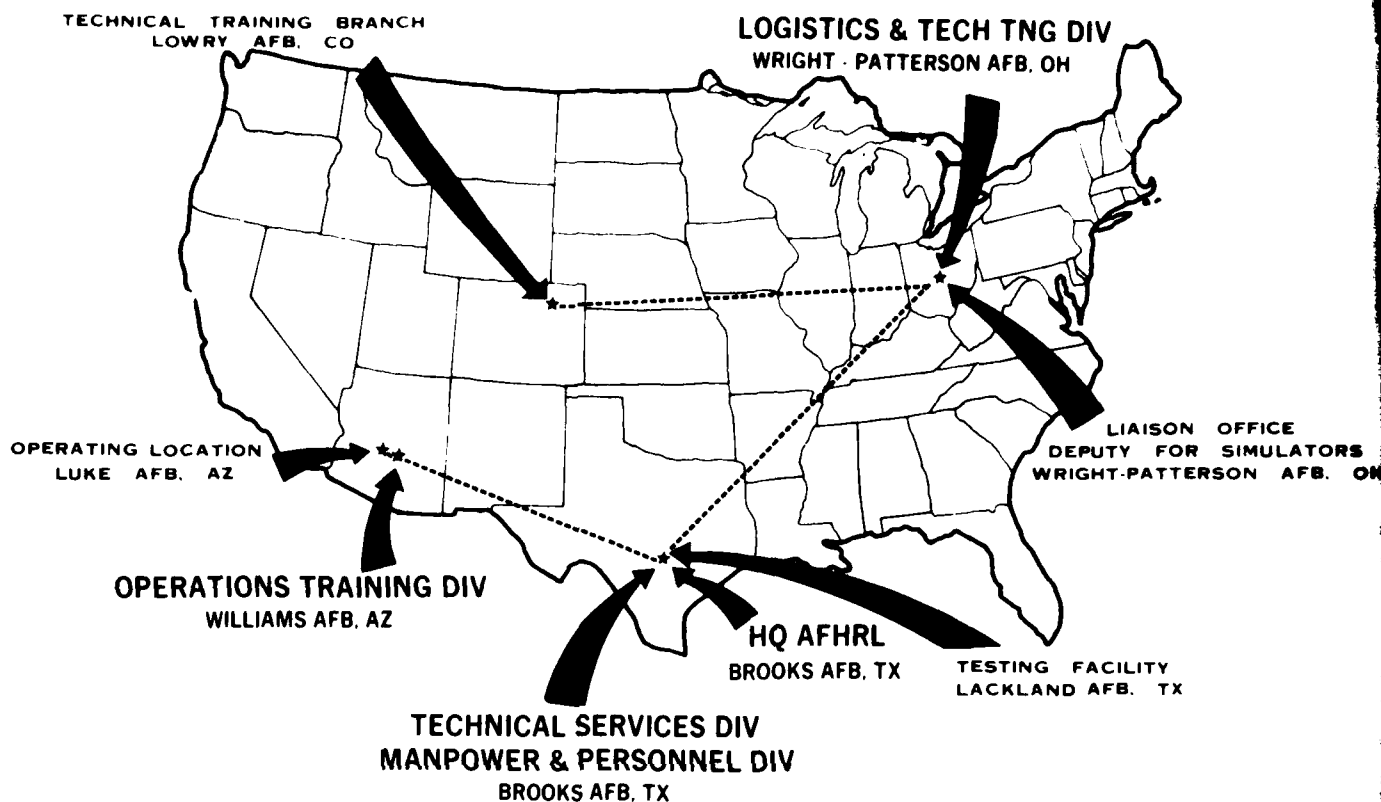 TECHNICAL TRAINING BRANCH
LOWRY AFB, CO
LOGISTICS & TECH TNG DIV
WRIGHT - PATTERSON AFB, OH
OPERATING LOCATION
LUKE AFB, AZ
LIAISON OFFICE
DEPUTY FOR SIMULATORS
WRIGHT-PATTERSON AFB, OH
OPERATIONS TRAINING DIV
WILLIAMS AFB, AZ
HQ AFHRL
BROOKS AFB, TX
TESTING FACILITY
LACKLAND AFB, TX
TECHNICAL SERVICES DIV
MANPOWER & PERSONNEL DIV
BROOKS AFB, TX